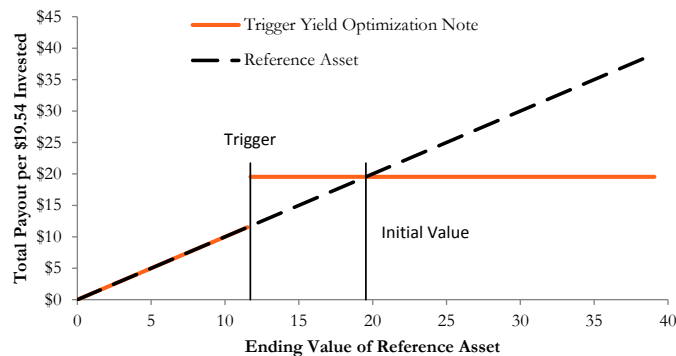 $45
$40
$35
$30
$25
$20
$15
$10
$5
$0
Total Payout per $19.54 Invested
Trigger Yield Optimization Note
Reference Asset
Trigger
Initial Value
0 5 10 15 20 25 30 35 40
Ending Value of Reference Asset